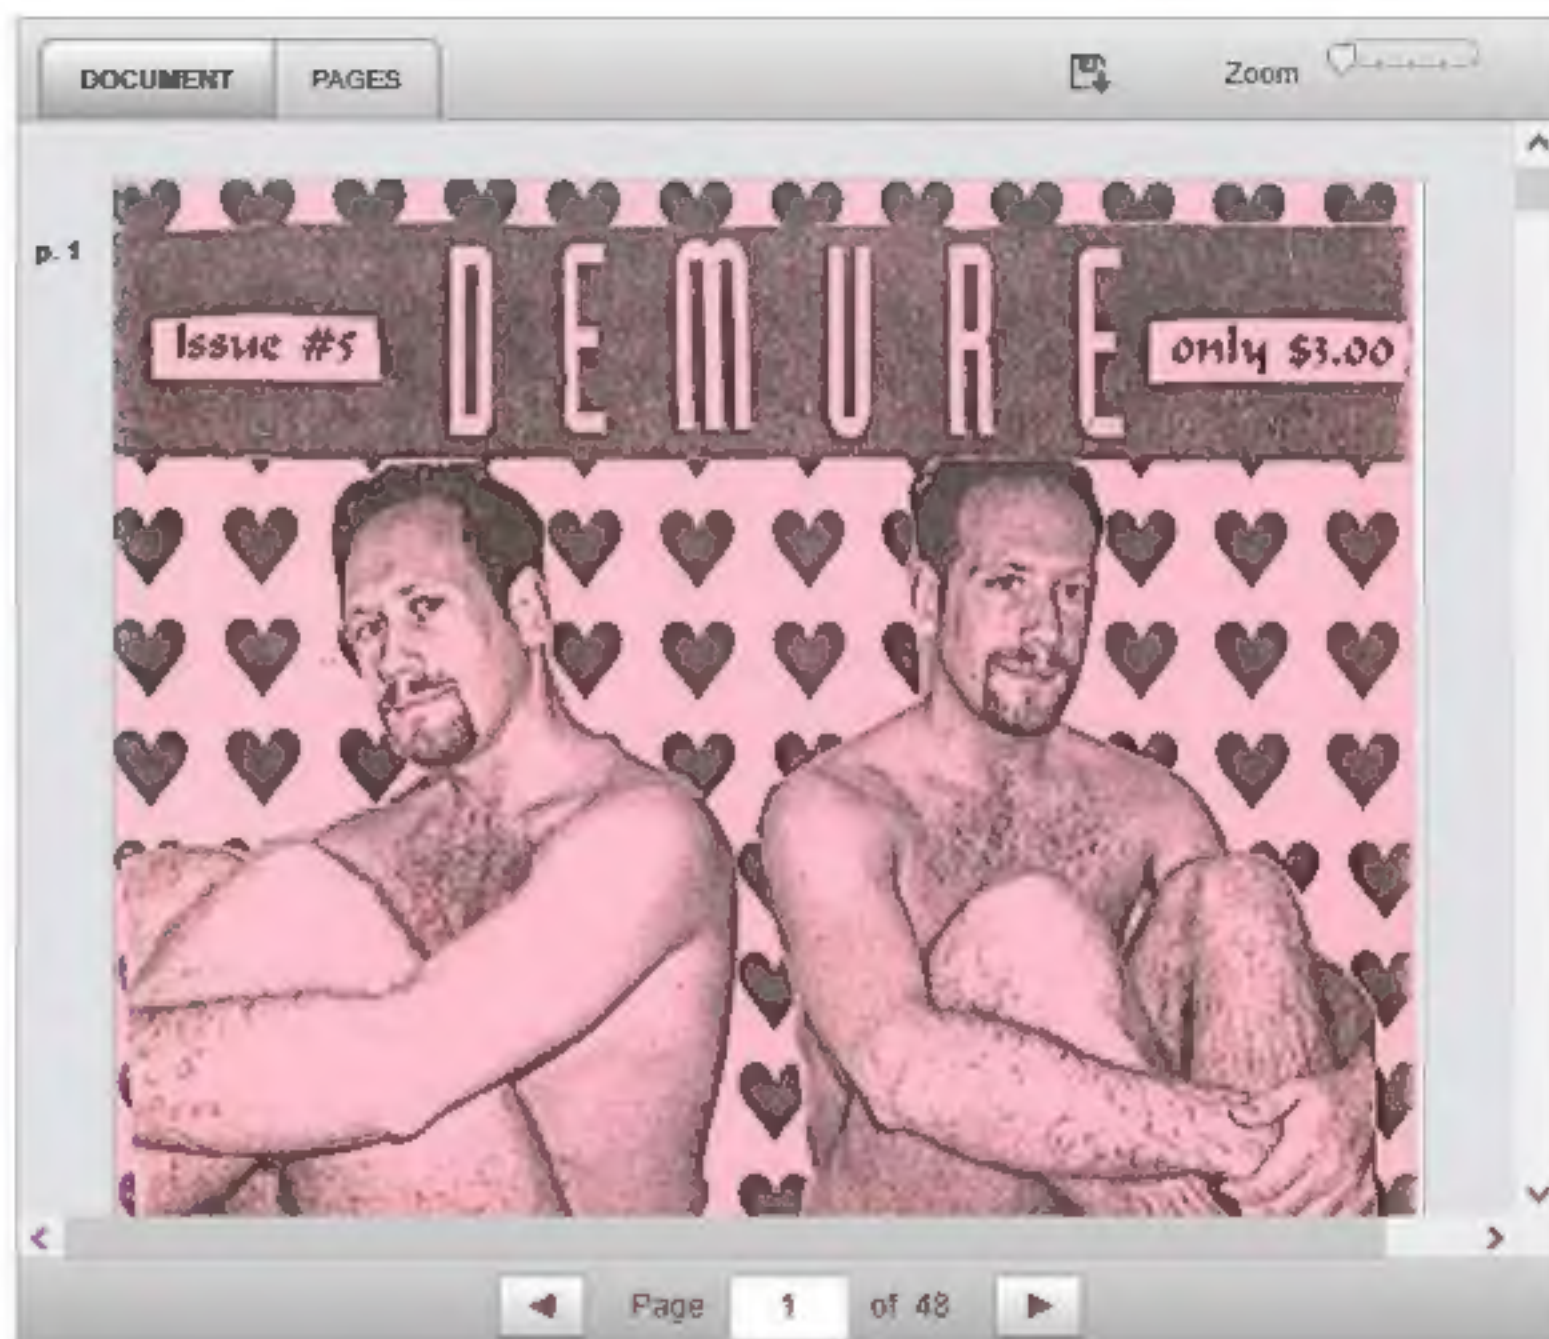 DOCUMENT PAGES Zoom
p. 1
DEMURE
Issue #5
only $3.00
Page 1 of 48